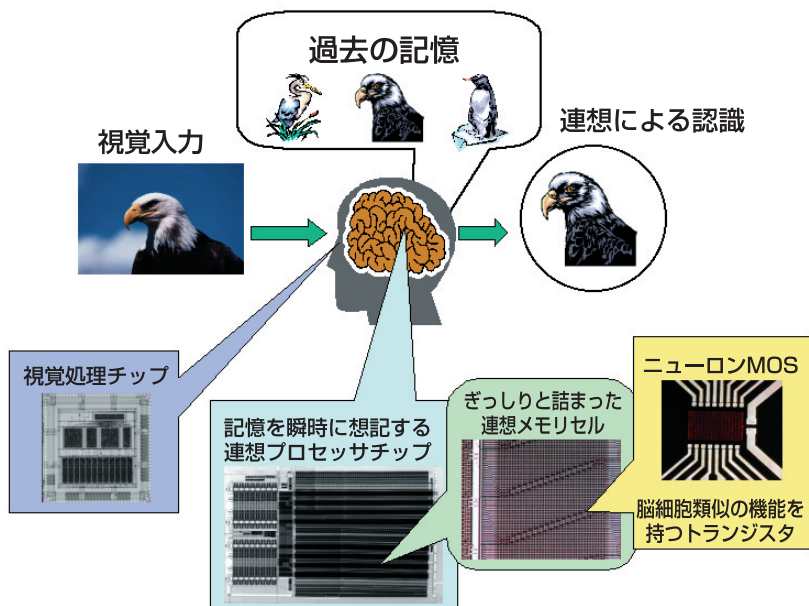 過去の記憶
視覚入力
連想による認識
視覚処理チップ
記憶を瞬時に想記する
連想プロセッサチップ
ぎっしりと詰まった
連想メモリセル
ニューロンMOS
脳細胞類似の機能を
持つトランジスタ